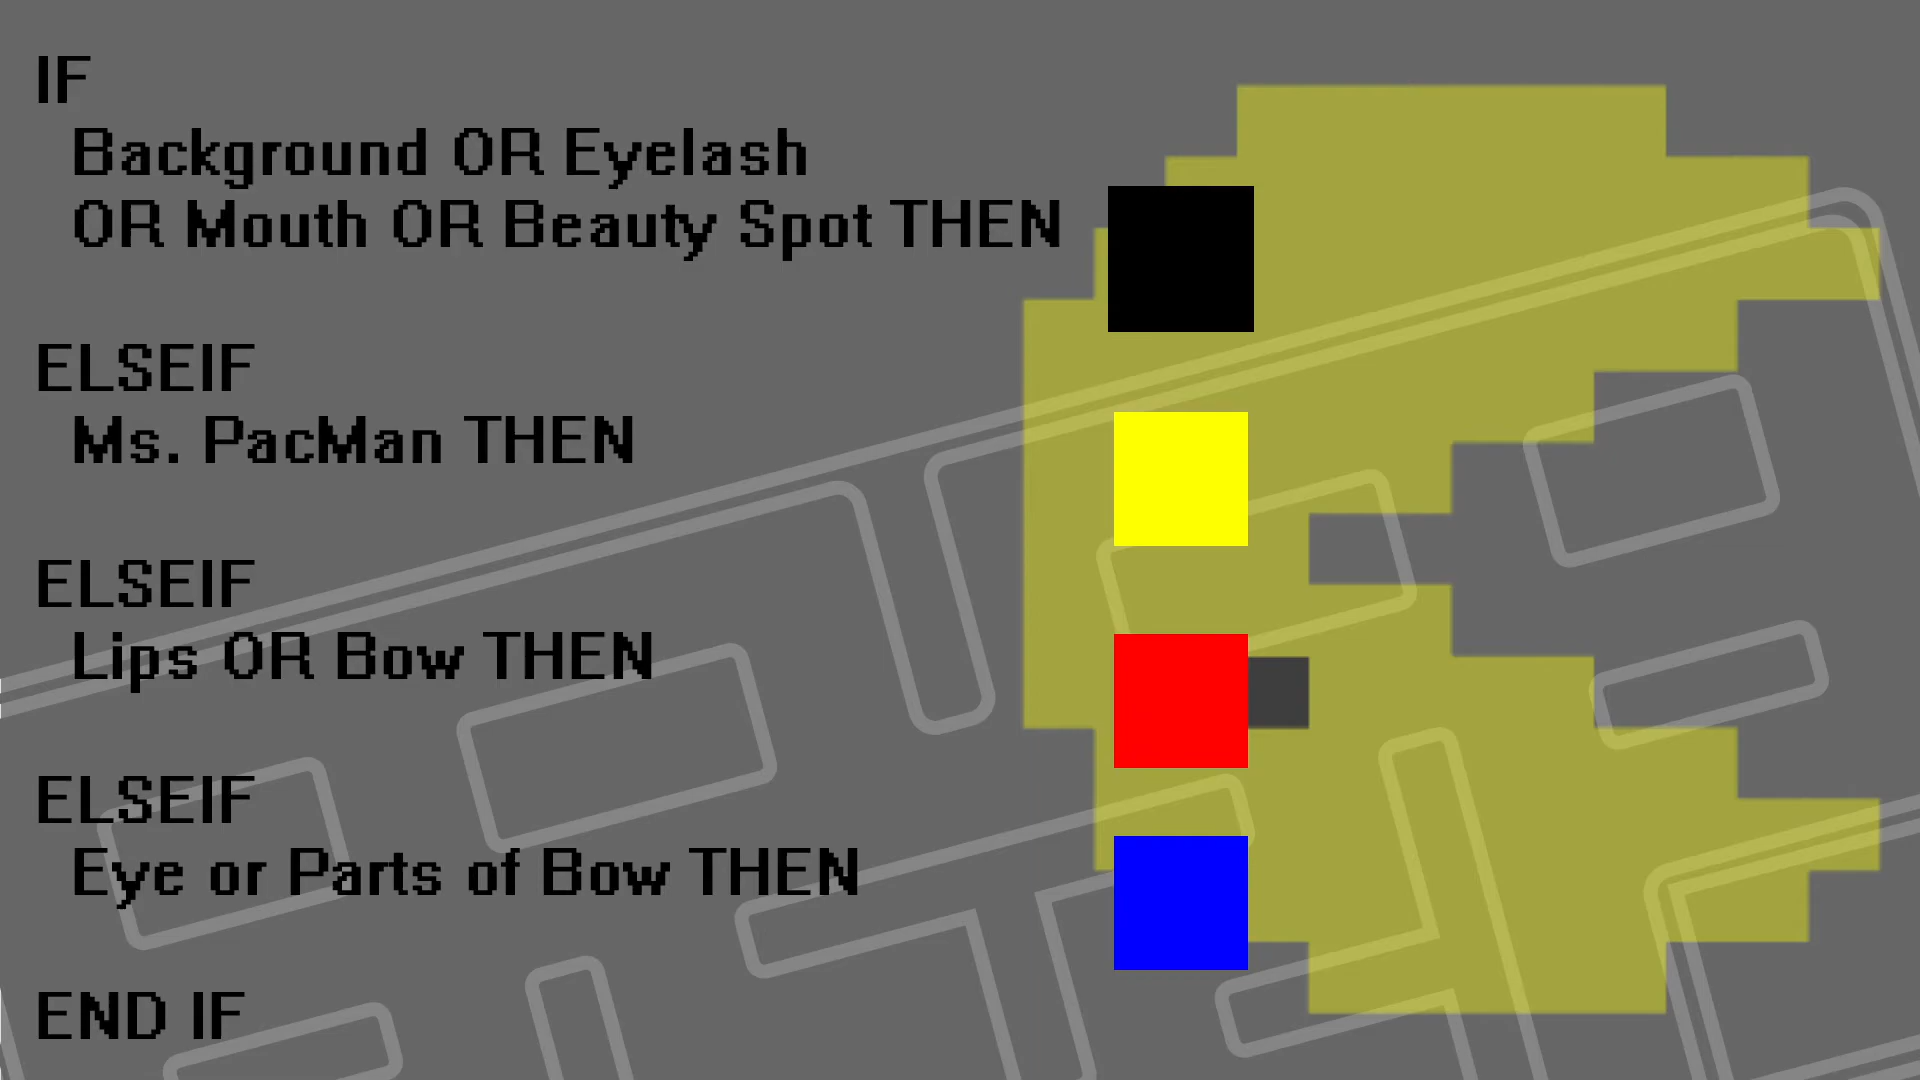 IF
Background OR Eyelash
OR Mouth OR Beauty Spot THEN
ELSEIF
Ms. PacMan THEN
ELSEIF
Lips OR Bow THEN
ELSEIF
Eye or Parts of Bow THEN
END IF